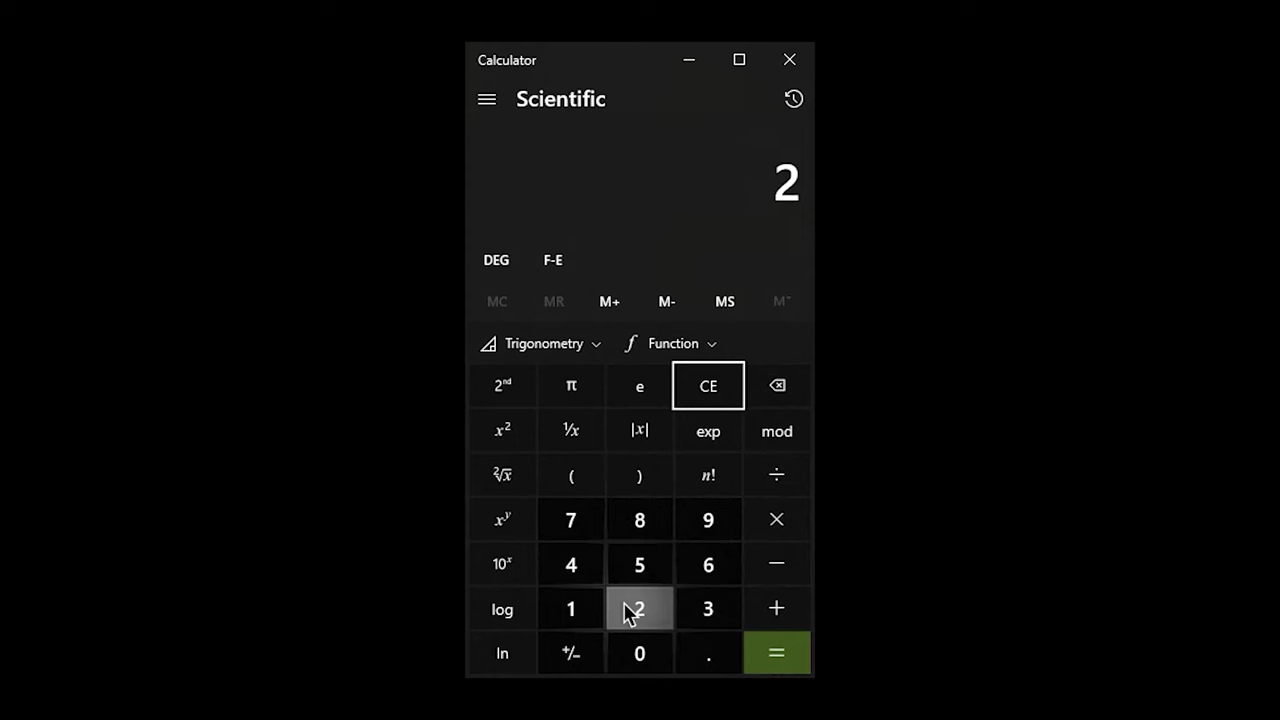 Calculator
Scientific
2
DEG F-E
MC MR M+ M- MS M˅
Trigonometry f Function
2ⁿᵈ π e CE
x² ¹/x |x| exp mod
²√x ( ) n! ÷
xʸ 7 8 9 ×
10ˣ 4 5 6 −
log 1 2 3 +
ln +/− 0 . =